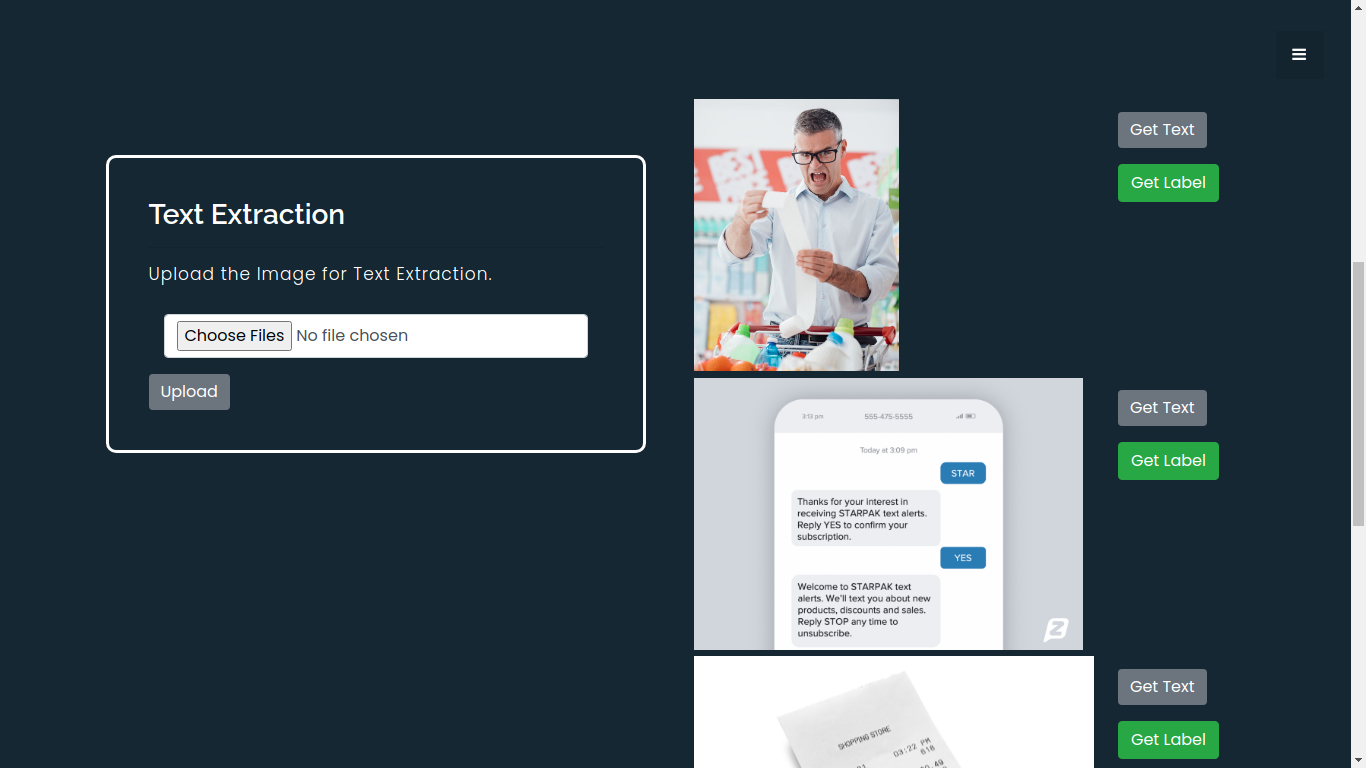 Text Extraction
Upload the Image for Text Extraction.
Choose Files No file chosen
Upload
Get Text
Get Label
3:13 pm 555-475-5555
Today at 3:09 pm
STAR
Thanks for your interest in
receiving STARPAK text alerts.
Reply YES to confirm your
subscription.
YES
Welcome to STARPAK text
alerts. We'll text you about new
products, discounts and sales.
Reply STOP any time to
unsubscribe.
Get Text
Get Label
SHOPPING STORE
03:22 PM
616
Get Text
Get Label